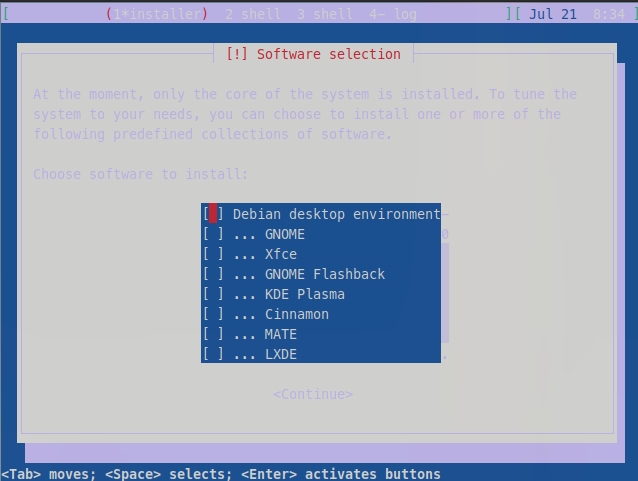 [ (1*installer) 2 shell 3 shell 4- log ][ Jul 21 8:34 ]
[!] Software selection
At the moment, only the core of the system is installed. To tune the
system to your needs, you can choose to install one or more of the
following predefined collections of software.
Choose software to install:
[ ] Debian desktop environment
[ ] ... GNOME
[ ] ... Xfce
[ ] ... GNOME Flashback
[ ] ... KDE Plasma
[ ] ... Cinnamon
[ ] ... MATE
[ ] ... LXDE
<Continue>
<Tab> moves; <Space> selects; <Enter> activates buttons